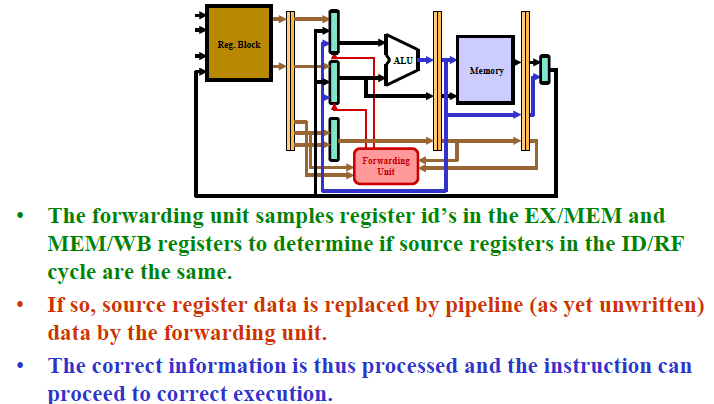 Reg. Block
ALU
Memory
Forwarding
Unit
• The forwarding unit samples register id’s in the EX/MEM and
MEM/WB registers to determine if source registers in the ID/RF
cycle are the same.
• If so, source register data is replaced by pipeline (as yet unwritten)
data by the forwarding unit.
• The correct information is thus processed and the instruction can
proceed to correct execution.